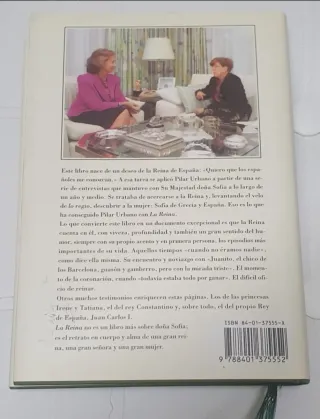 Este libro nace de un deseo de la Reina de España: «Quiero que los espa-
ñoles me conozcan.» A esa tarea se aplicó Pilar Urbano a partir de una se-
rie de entrevistas que mantuvo con Su Majestad doña Sofía a lo largo de
un año y medio. Se trataba de acercarse a la Reina y, levantando el velo
de lo regio, descubrir a la mujer: Sofía de Grecia y España. Eso es lo que
ha conseguido Pilar Urbano con La Reina.
Lo que convierte este libro en un documento excepcional es que la Reina
cuenta en él, con viveza, profundidad y también un gran sentido del hu-
mor, siempre con su propio acento y en primera persona, los episodios más
importantes de su vida. Aquellos tiempos «cuando no éramos nadie»,
como dice ella misma. Su encuentro y noviazgo con «Juanito, el chico de
los Barcelona, guasón y gamberro, pero con la mirada triste». El momen-
to de la coronación, cuando «todavía estaba todo por ganar». El difícil ofi-
cio de reinar.
Otros muchos testimonios enriquecen estas páginas. Los de las princesas
Irene y Tatiana, el del rey Constantino y, sobre todo, el del propio Rey
de España, Juan Carlos I.
La Reina no es un libro más sobre doña Sofía;
es el retrato en cuerpo y alma de una gran rei-
na, una gran señora y una gran mujer.
ISBN 84-01-37555-X
9 788401 375552